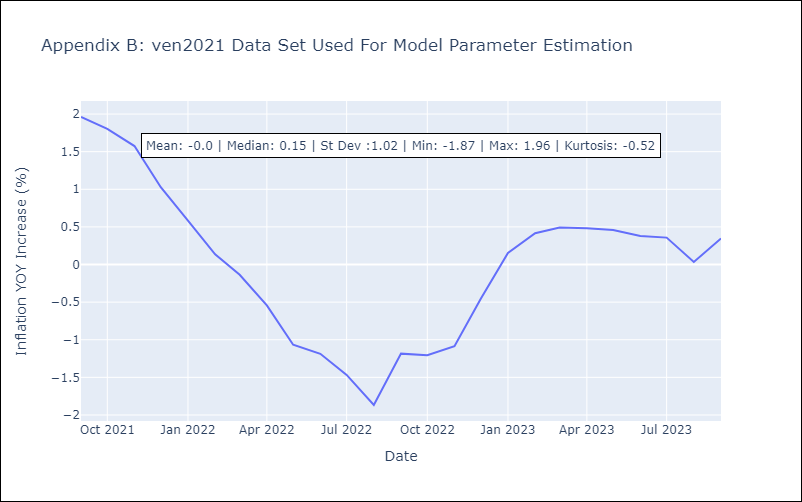 Appendix B: ven2021 Data Set Used For Model Parameter Estimation
Mean: -0.0 | Median: 0.15 | St Dev :1.02 | Min: -1.87 | Max: 1.96 | Kurtosis: -0.52
Inflation YOY Increase (%)
2
1.5
1
0.5
0
−0.5
−1
−1.5
−2
Oct 2021
Jan 2022
Apr 2022
Jul 2022
Oct 2022
Jan 2023
Apr 2023
Jul 2023
Date